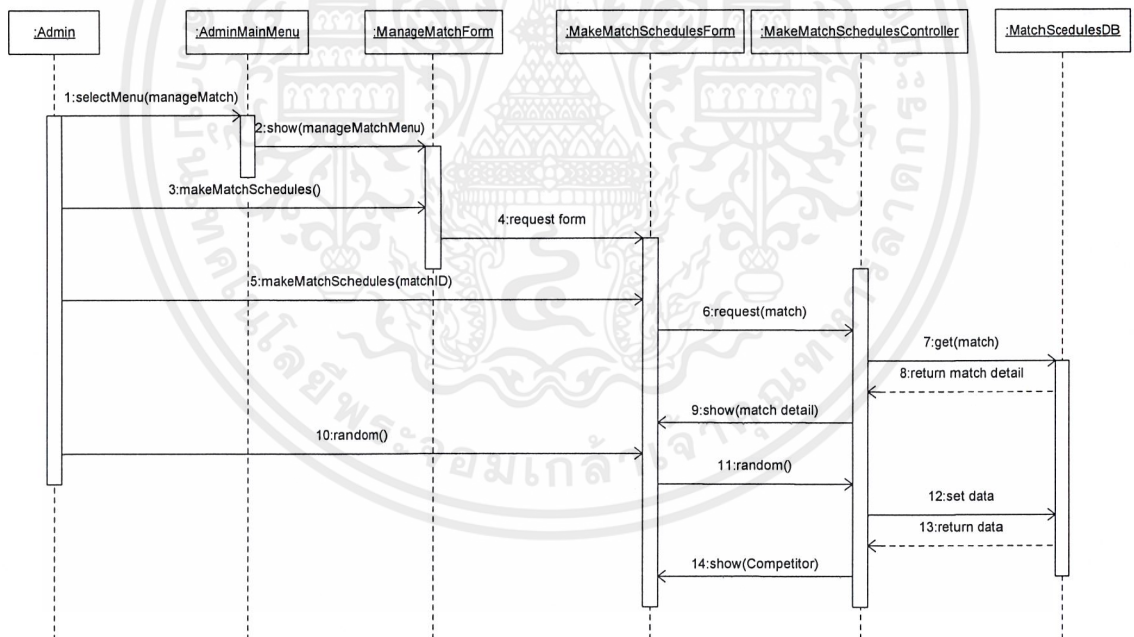 :Admin
:AdminMainMenu
:ManageMatchForm
:MakeMatchSchedulesForm
:MakeMatchSchedulesController
:MatchScedulesDB
1:selectMenu(manageMatch)
2:show(manageMatchMenu)
3:makeMatchSchedules()
4:request form
5:makeMatchSchedules(matchID)
6:request(match)
7:get(match)
8:return match detail
9:show(match detail)
10:random()
11:random()
12:set data
13:return data
14:show(Competitor)